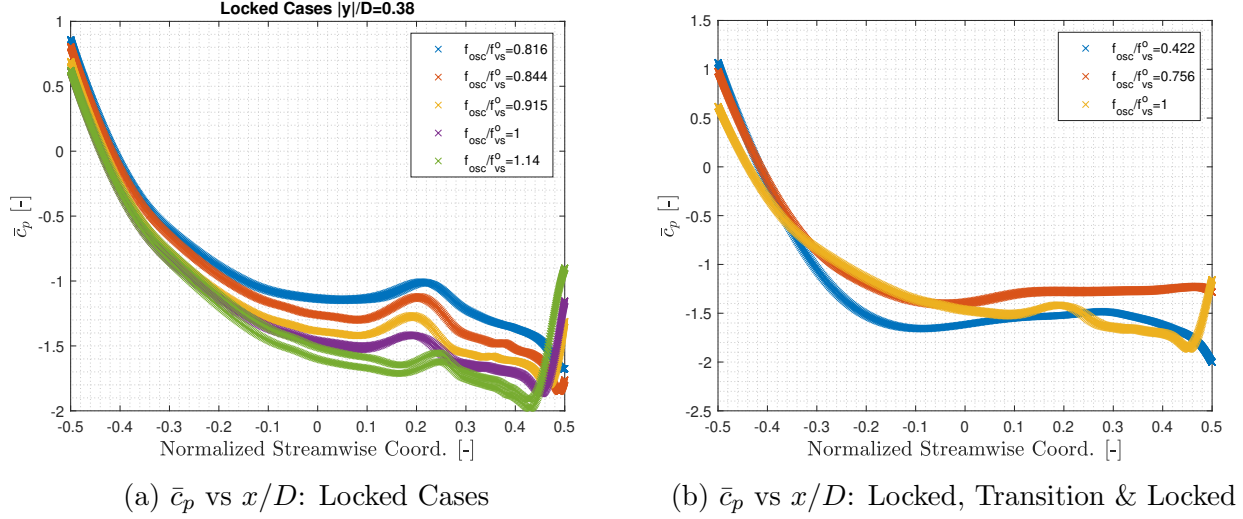 Locked Cases |y|/D=0.38
f_osc/f^o_vs=0.816
f_osc/f^o_vs=0.844
f_osc/f^o_vs=0.915
f_osc/f^o_vs=1
f_osc/f^o_vs=1.14
1
0.5
0
-0.5
-1
-1.5
-2
c̄_p [-]
-0.5 -0.4 -0.3 -0.2 -0.1 0 0.1 0.2 0.3 0.4 0.5
Normalized Streamwise Coord. [-]
(a) c̄_p vs x/D: Locked Cases
f_osc/f^o_vs=0.422
f_osc/f^o_vs=0.756
f_osc/f^o_vs=1
1.5
1
0.5
0
-0.5
-1
-1.5
-2
-2.5
c̄_p [-]
-0.5 -0.4 -0.3 -0.2 -0.1 0 0.1 0.2 0.3 0.4 0.5
Normalized Streamwise Coord. [-]
(b) c̄_p vs x/D: Locked, Transition & Locked